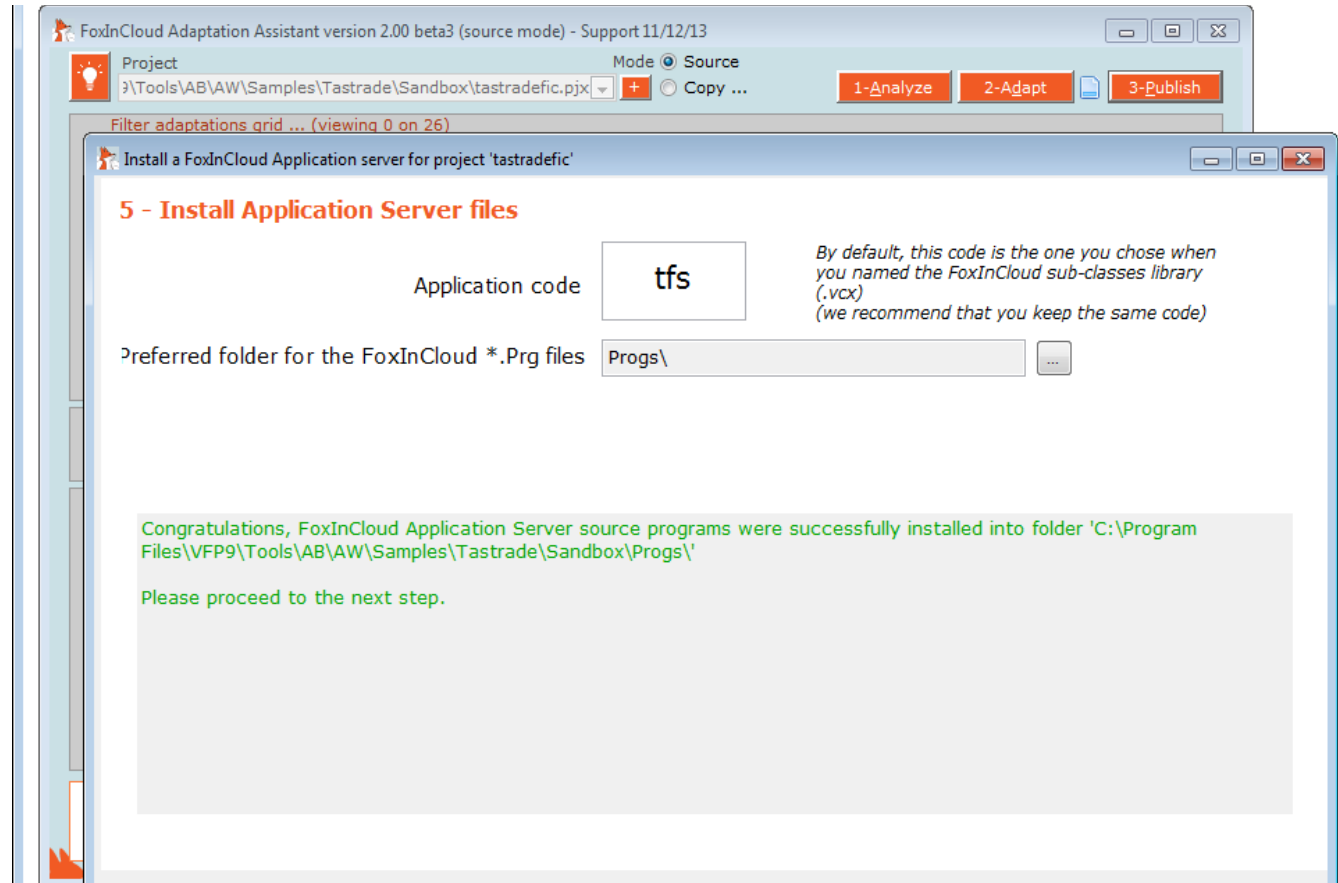 FoxInCloud Adaptation Assistant version 2.00 beta3 (source mode) - Support 11/12/13
Project
Mode Source
9\Tools\AB\AW\Samples\Tastrade\Sandbox\tastradefic.pjx
+
Copy ...
1-Analyze
2-Adapt
3-Publish
Filter adaptations grid ... (viewing 0 on 26)
Install a FoxInCloud Application server for project 'tastradefic'
5 - Install Application Server files
Application code
tfs
By default, this code is the one you chose when
you named the FoxInCloud sub-classes library
(.vcx)
(we recommend that you keep the same code)
Preferred folder for the FoxInCloud *.Prg files
Progs\
...
Congratulations, FoxInCloud Application Server source programs were successfully installed into folder 'C:\Program
Files\VFP9\Tools\AB\AW\Samples\Tastrade\Sandbox\Progs\'
Please proceed to the next step.